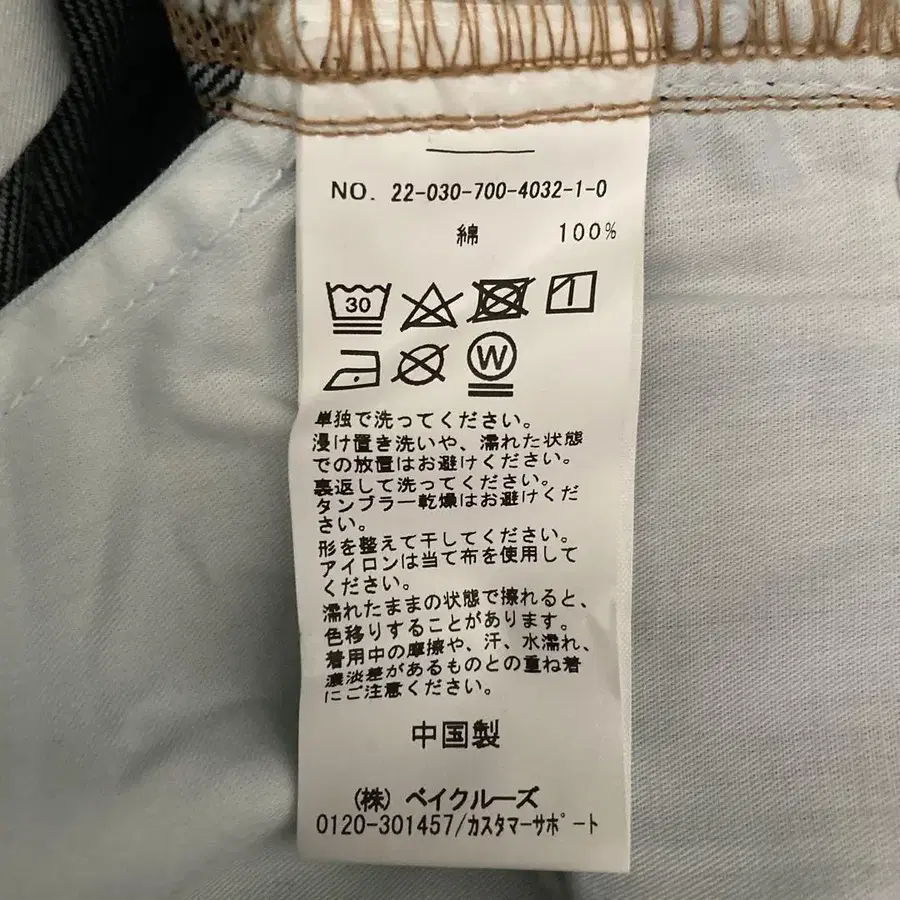 NO. 22-030-700-4032-1-0
綿 100%
30
W
単独で洗ってください。
浸け置き洗いや、濡れた状態
での放置はお避けください。
裏返して洗ってください。
タンブラー乾燥はお避けくだ
さい。
形を整えて干してください。
アイロンは当て布を使用して
ください。
濡れたままの状態で擦れると、
色移りすることがあります。
着用中の摩擦や、汗、水濡れ、
濃淡差があるものとの重ね着
にご注意ください。
中国製
(株) ベイクルーズ
0120-301457/カスタマーサポート